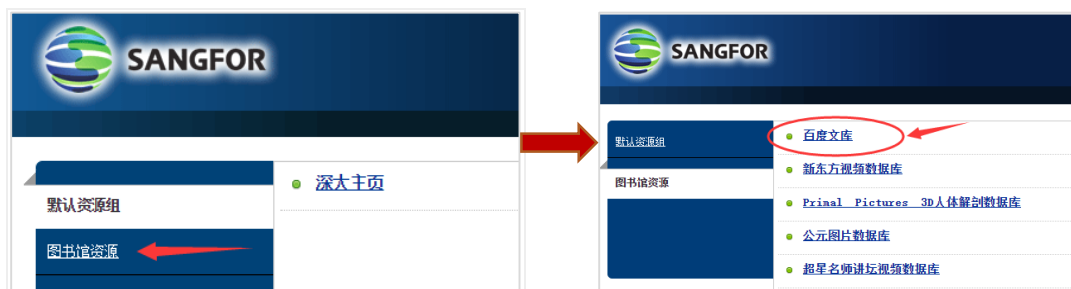 SANGFOR
默认资源组
图书馆资源
深大主页
SANGFOR
默认资源组
图书馆资源
百度文库
新东方视频数据库
Primal Pictures 3D人体解剖数据库
公元图片数据库
超星名师讲坛视频数据库